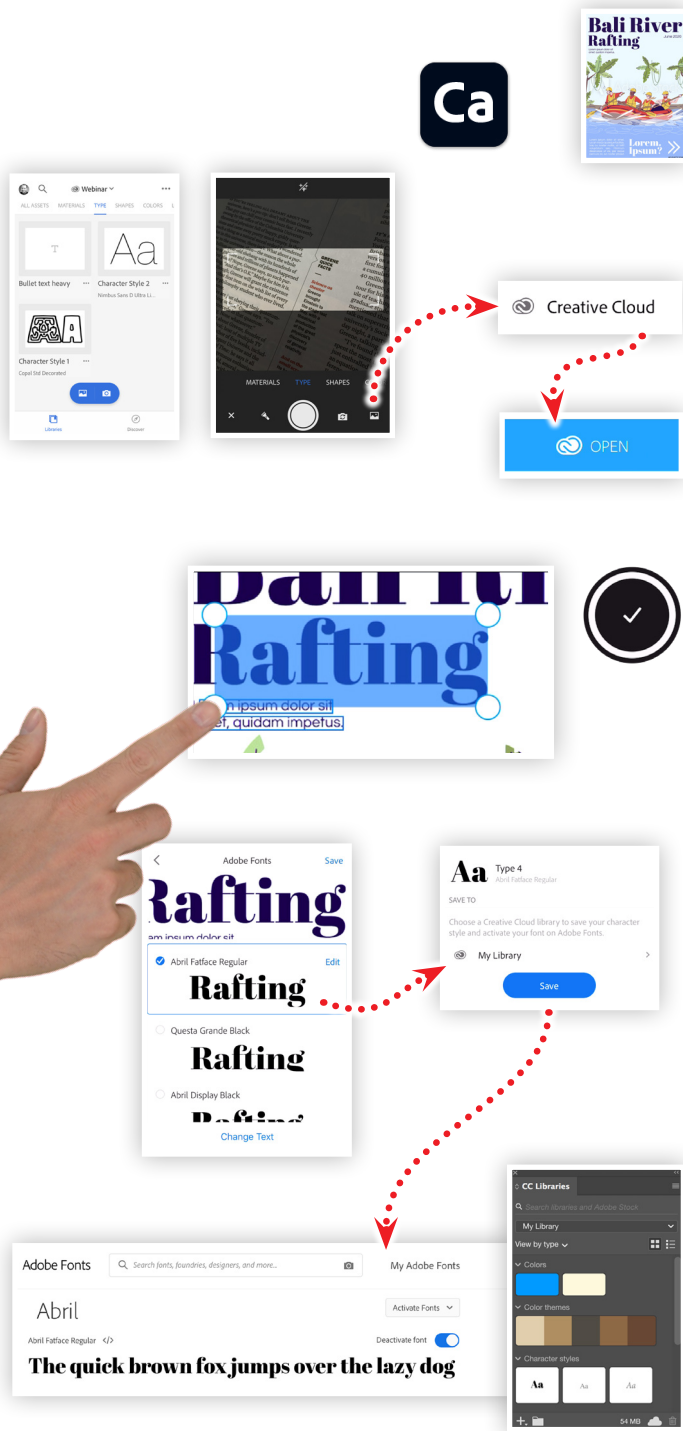 Bali River
Rafting
June 2020
Lorem,
Ipsum?
Ca
Webinar
ALL ASSETS MATERIALS TYPE SHAPES COLORS L
T
Aa
Bullet text heavy
Character Style 2
Nimbus Sans D Ultra Li...
A
Character Style 1
Copal Std Decorated
Libraries
Discover
GREENE
QUICK
FACTS
MATERIALS TYPE SHAPES
Creative Cloud
OPEN
Bali Ri
Rafting
m ipsum dolor sit
et, quidam impetus.
Adobe Fonts
Save
Rafting
am ipsum dolor sit
Abril Fatface Regular
Edit
Rafting
Questa Grande Black
Rafting
Abril Display Black
Rafting
Change Text
Aa
Type 4
Abril Fatface Regular
SAVE TO
Choose a Creative Cloud library to save your character
style and activate your font on Adobe Fonts.
My Library
Save
Adobe Fonts
Search fonts, foundries, designers, and more...
My Adobe Fonts
Abril
Activate Fonts
Abril Fatface Regular </>
Deactivate font
The quick brown fox jumps over the lazy dog
CC Libraries
Search libraries and Adobe Stock
My Library
View by type
Colors
Color themes
Character styles
Aa Aa Aa
54 MB